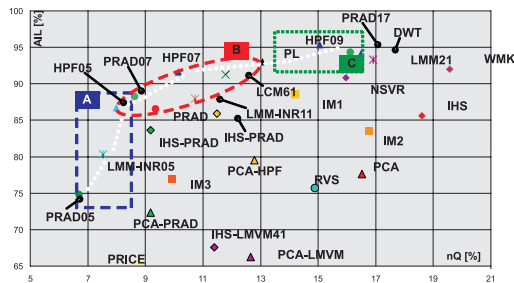 AIL [%]
100
95
90
85
80
75
70
65
PRAD17
DWT
HPF09
B
PRAD07
HPF07
PL
C
LMM21
WMK
HPF05
NSVR
A
LCM61
IM1
IHS
LMM-INR11
PRAD
IHS-PRAD
IHS-PRAD
IM2
LMM-INR05
PCA-HPF
PCA
IM3
RVS
PRAD05
PCA-PRAD
IHS-LMVM41
PRICE
PCA-LMVM
nQ [%]
5
7
9
11
13
15
17
19
21